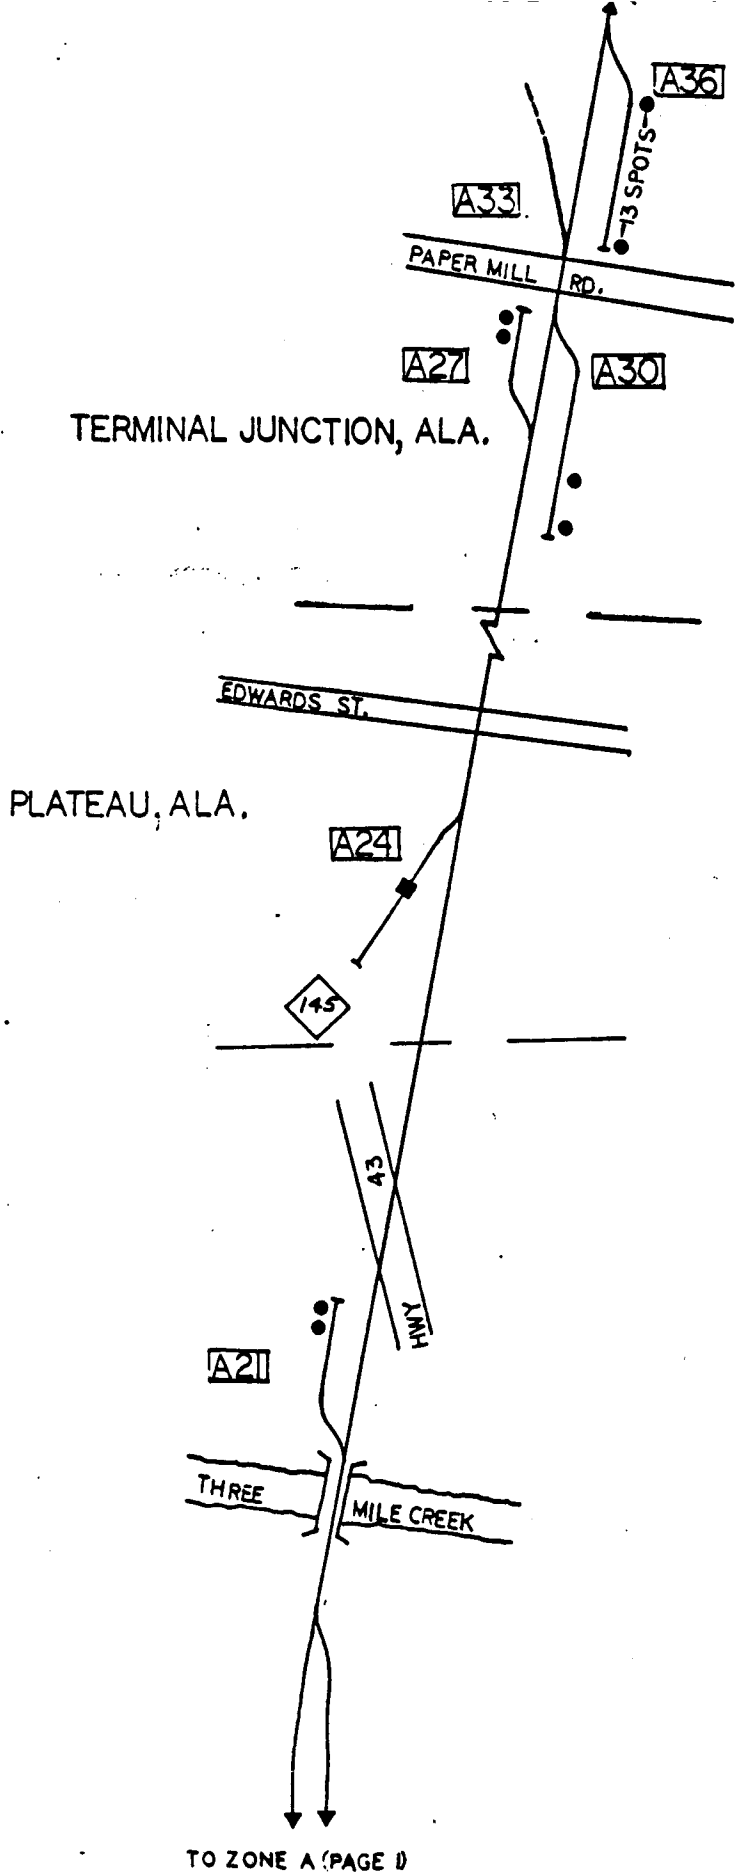 A36
13 SPOTS
A33
PAPER MILL RD.
A27
A30
TERMINAL JUNCTION, ALA.
EDWARDS ST.
PLATEAU, ALA.
A24
145
43
HWY
A21
THREE MILE CREEK
TO ZONE A (PAGE 1)